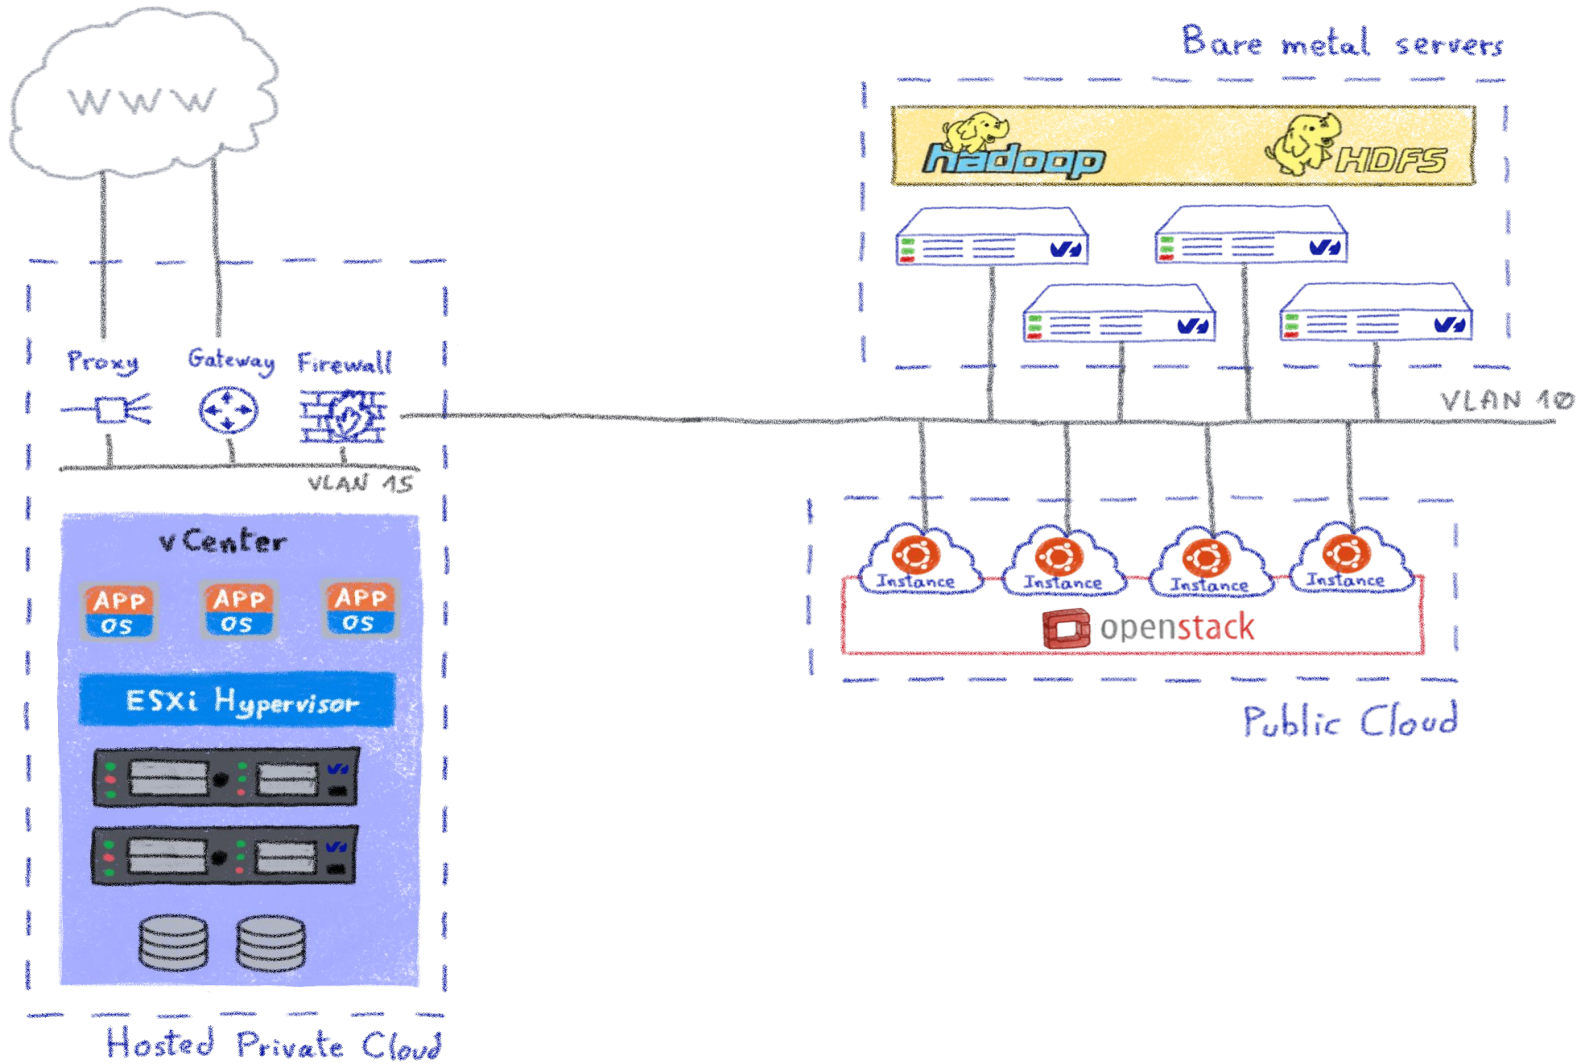 WWW
Bare metal servers
hadoop
HDFS
Proxy
Gateway
Firewall
VLAN 10
VLAN 15
vCenter
APP
OS
APP
OS
APP
OS
ESXi Hypervisor
Instance
Instance
Instance
Instance
openstack
Public Cloud
Hosted Private Cloud